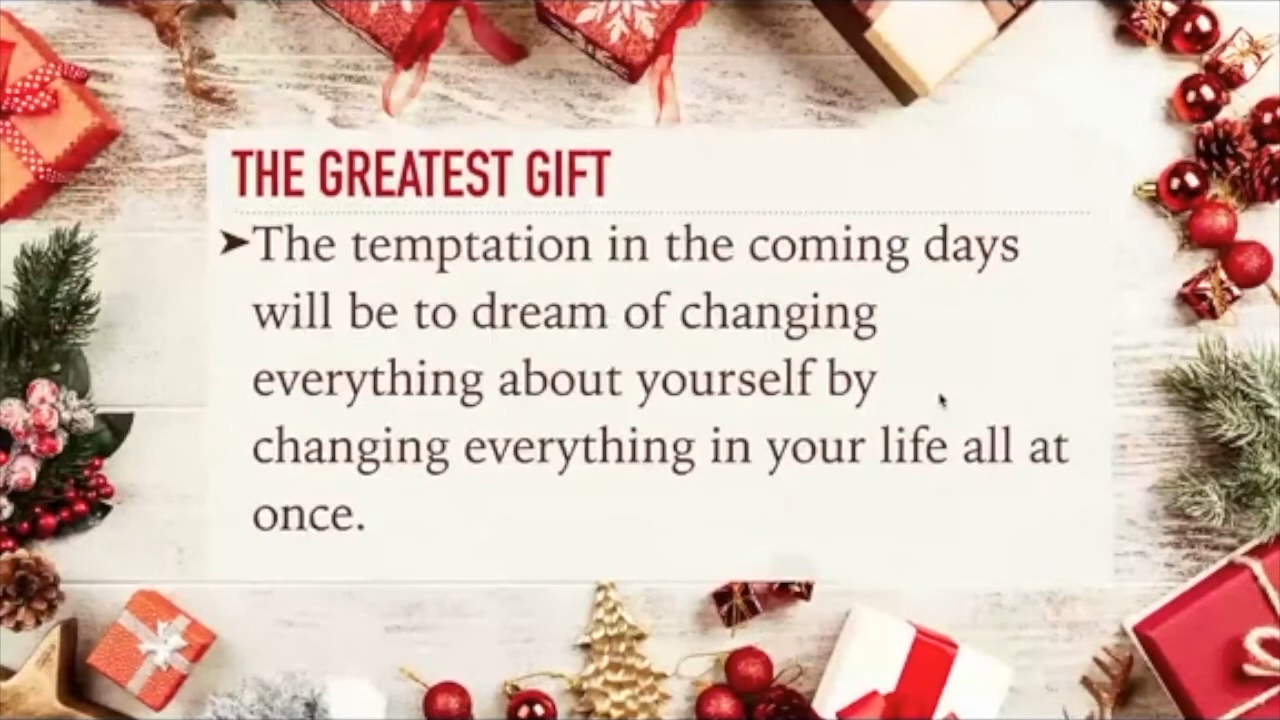 THE GREATEST GIFT
➤The temptation in the coming days
will be to dream of changing
everything about yourself by
changing everything in your life all at
once.